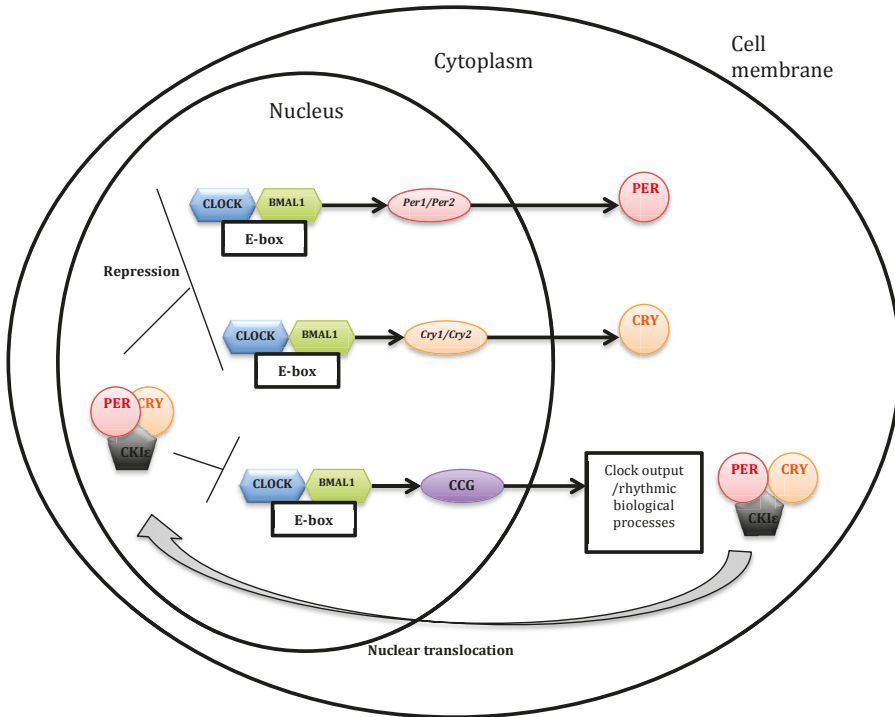 Cell
membrane
Cytoplasm
Nucleus
CLOCK BMAL1
E-box
Per1/Per2
PER
Repression
CLOCK BMAL1
E-box
Cry1/Cry2
CRY
PER CRY
CKIε
CLOCK BMAL1
E-box
CCG
Clock output
/rhythmic
biological
processes
PER CRY
CKIε
Nuclear translocation